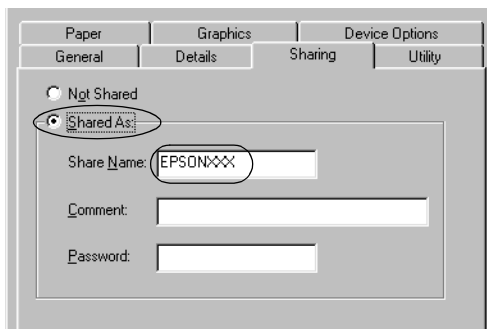 Paper Graphics Device Options
General Details Sharing Utility
Not Shared
Shared As:
Share Name: EPSONXXX
Comment:
Password: